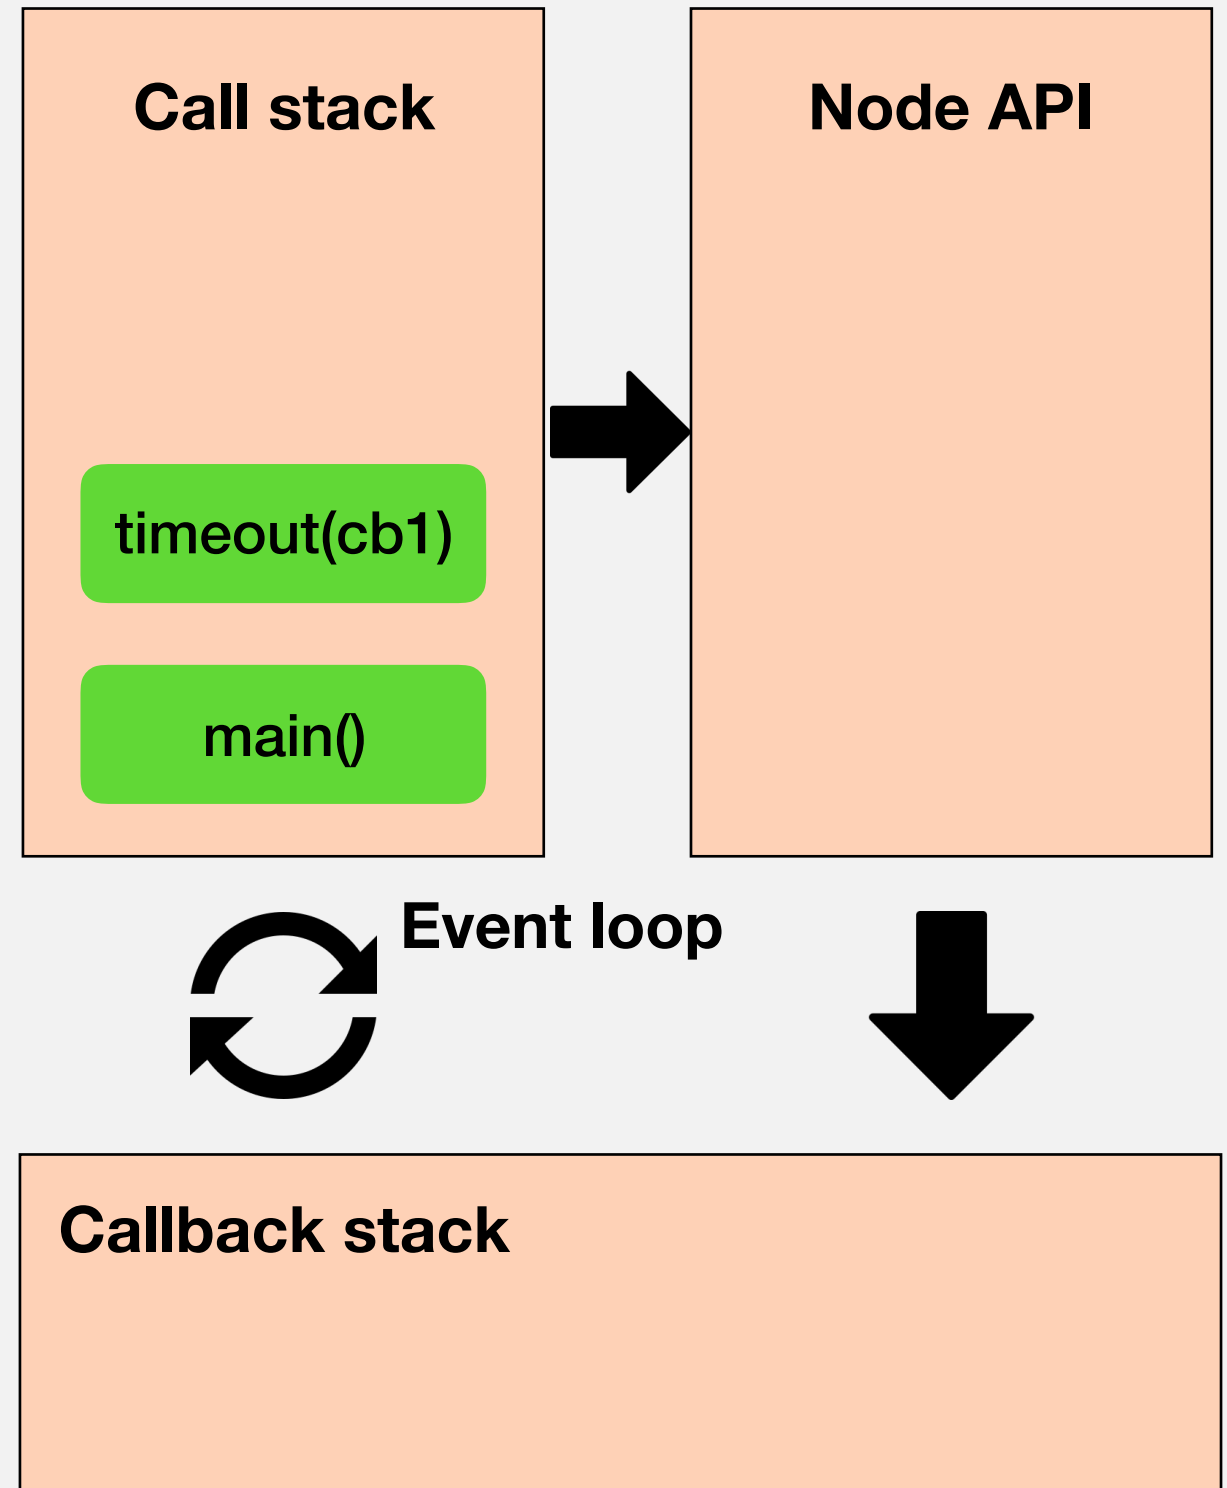 Call stack
Node API
timeout(cb1)
main()
Event loop
Callback stack